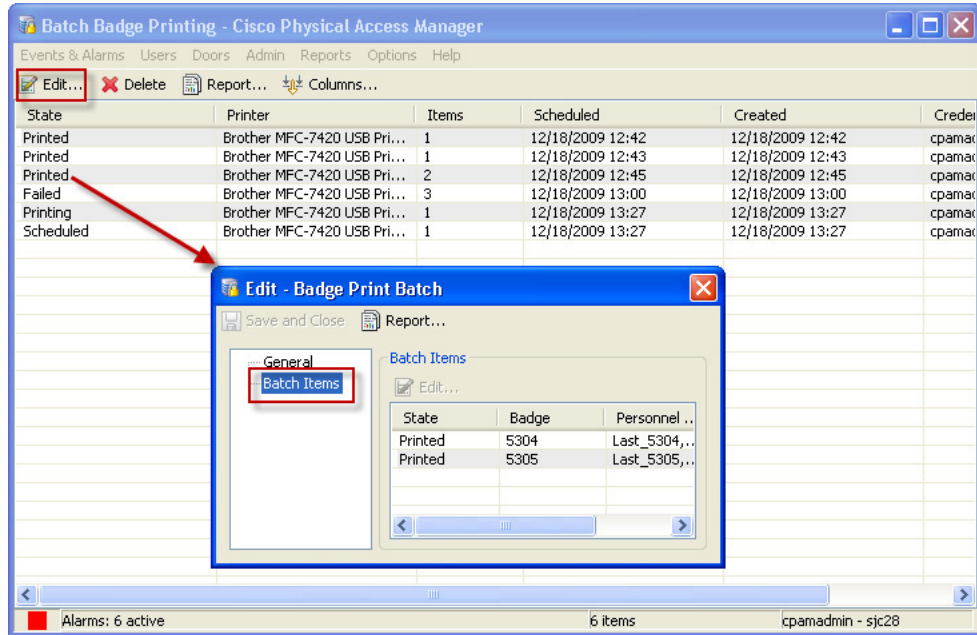 Batch Badge Printing - Cisco Physical Access Manager
Events & Alarms Users Doors Admin Reports Options Help
Edit... Delete Report... Columns...
State Printer Items Scheduled Created Creder
Printed Brother MFC-7420 USB Pri... 1 12/18/2009 12:42 12/18/2009 12:42 cpamac
Printed Brother MFC-7420 USB Pri... 1 12/18/2009 12:43 12/18/2009 12:43 cpamac
Printed Brother MFC-7420 USB Pri... 2 12/18/2009 12:45 12/18/2009 12:45 cpamac
Failed Brother MFC-7420 USB Pri... 3 12/18/2009 13:00 12/18/2009 13:00 cpamac
Printing Brother MFC-7420 USB Pri... 1 12/18/2009 13:27 12/18/2009 13:27 cpamac
Scheduled Brother MFC-7420 USB Pri... 1 12/18/2009 13:27 12/18/2009 13:27 cpamac
Edit - Badge Print Batch
Save and Close Report...
General
Batch Items
Batch Items
Edit...
State Badge Personnel ..
Printed 5304 Last_5304,..
Printed 5305 Last_5305,..
Alarms: 6 active 6 items cpamadmin - sjc28